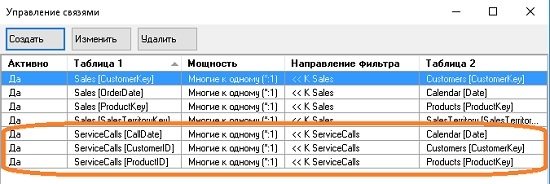 Управление связями
Создать Изменить Удалить
Активно Таблица 1 Мощность Направление фильтра Таблица 2
Да Sales [CustomerKey] Многие к одному (*:1) << К Sales Customers [CustomerKey]
Да Sales [OrderDate] Многие к одному (*:1) << К Sales Calendar [Date]
Да Sales [ProductKey] Многие к одному (*:1) << К Sales Products [ProductKey]
Да Sales [SalesTerritoryKey] Многие к одному (*:1) << К Sales SalesTerritory [SalesTerritor...
Да ServiceCalls [CallDate] Многие к одному (*:1) << К ServiceCalls Calendar [Date]
Да ServiceCalls [CustomerID] Многие к одному (*:1) << К ServiceCalls Customers [CustomerKey]
Да ServiceCalls [ProductID] Многие к одному (*:1) << К ServiceCalls Products [ProductKey]